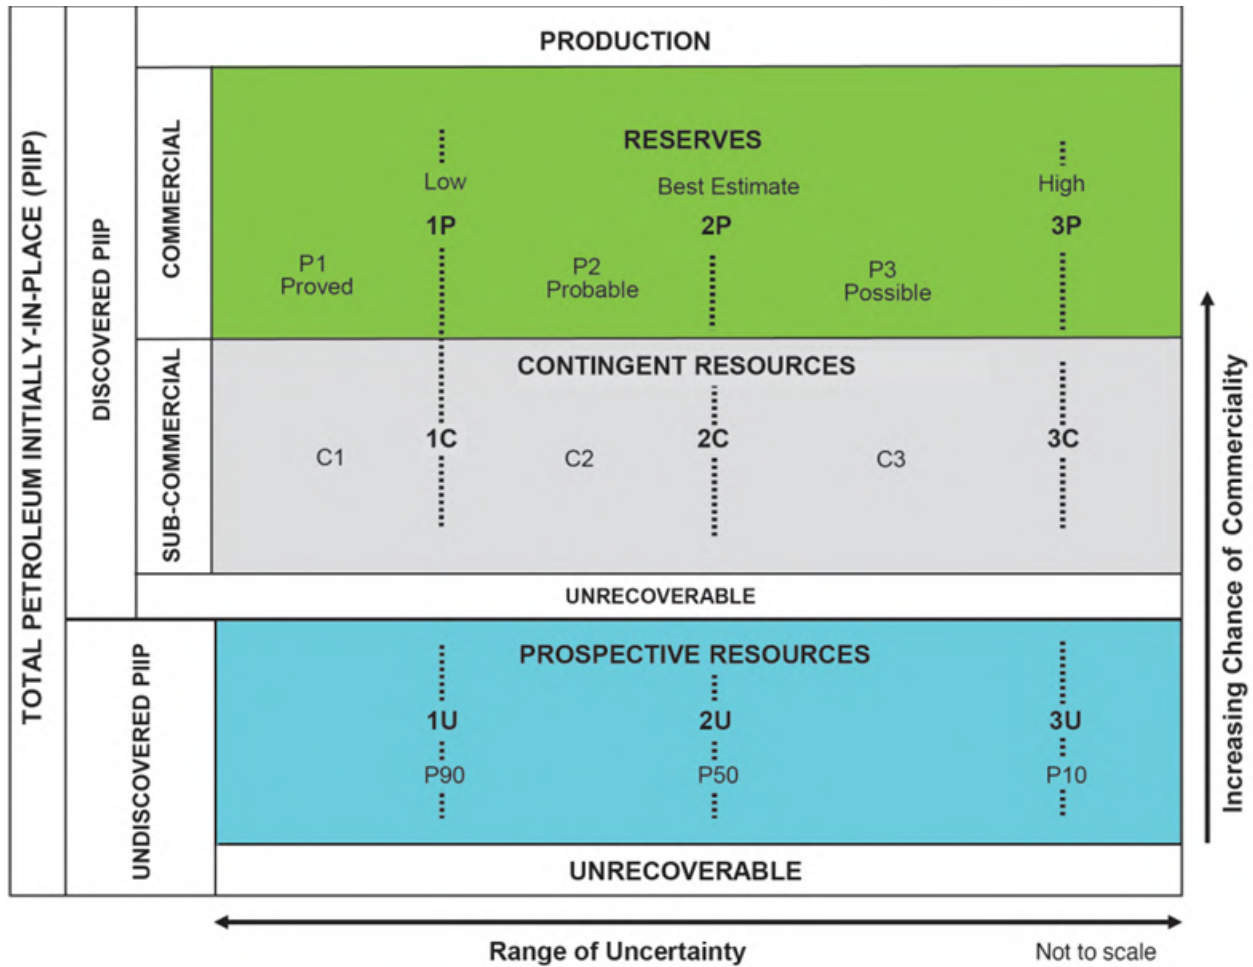 TOTAL PETROLEUM INITIALLY-IN-PLACE (PIIP)
DISCOVERED PIIP
UNDISCOVERED PIIP
COMMERCIAL
SUB-COMMERCIAL
PRODUCTION
RESERVES
Low
Best Estimate
High
1P
2P
3P
P1
Proved
P2
Probable
P3
Possible
CONTINGENT RESOURCES
1C
2C
3C
C1
C2
C3
UNRECOVERABLE
PROSPECTIVE RESOURCES
1U
2U
3U
P90
P50
P10
UNRECOVERABLE
Increasing Chance of Commerciality
Range of Uncertainty
Not to scale